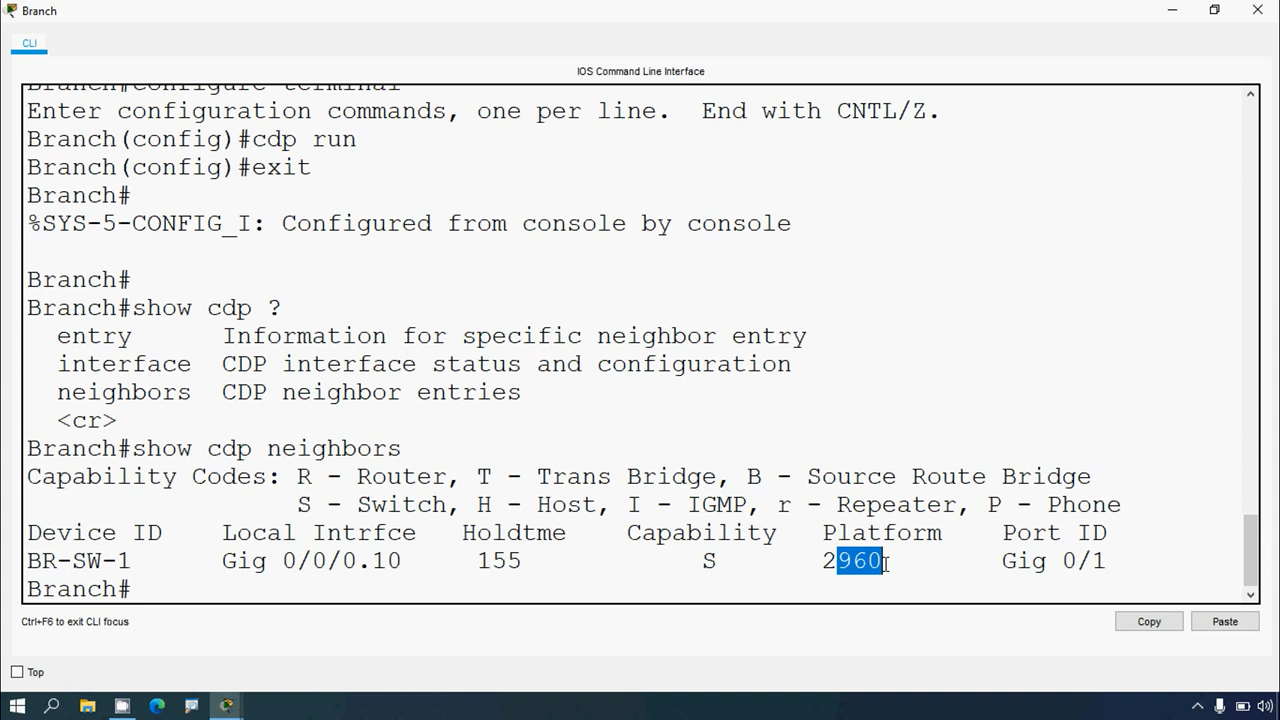 Branch
CLI
IOS Command Line Interface
Branch#configure terminal
Enter configuration commands, one per line.  End with CNTL/Z.
Branch(config)#cdp run
Branch(config)#exit
Branch#
%SYS-5-CONFIG_I: Configured from console by console
Branch#
Branch#show cdp ?
  entry      Information for specific neighbor entry
  interface  CDP interface status and configuration
  neighbors  CDP neighbor entries
  <cr>
Branch#show cdp neighbors
Capability Codes: R - Router, T - Trans Bridge, B - Source Route Bridge
                  S - Switch, H - Host, I - IGMP, r - Repeater, P - Phone
Device ID    Local Intrfce   Holdtme    Capability   Platform    Port ID
BR-SW-1      Gig 0/0/0.10     155            S       2960        Gig 0/1
Branch#
Ctrl+F6 to exit CLI focus
Copy
Paste
Top